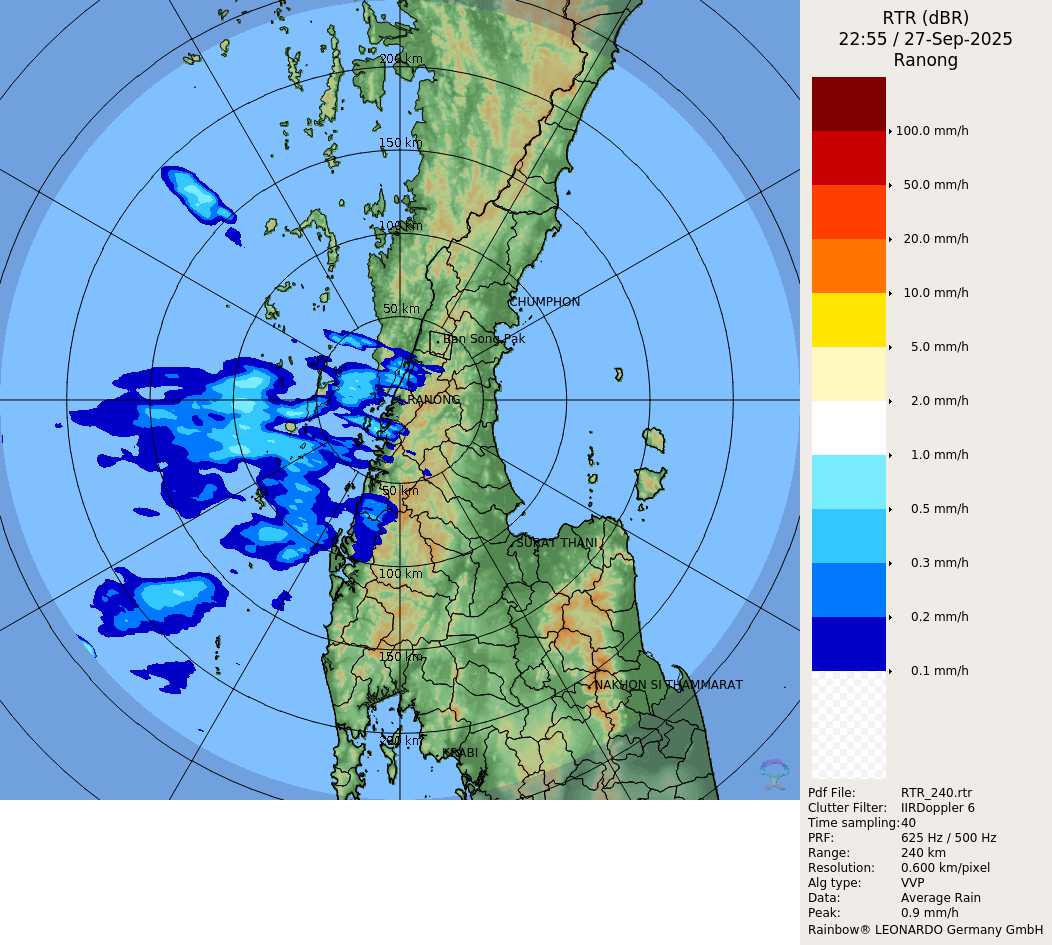 RTR (dBR)
22:55 / 27-Sep-2025
Ranong
100.0 mm/h
50.0 mm/h
20.0 mm/h
10.0 mm/h
5.0 mm/h
2.0 mm/h
1.0 mm/h
0.5 mm/h
0.3 mm/h
0.2 mm/h
0.1 mm/h
200 km
150 km
100 km
50 km
CHUMPHON
Ban Song Pak
RANONG
50 km
SURAT THANI
100 km
150 km
NAKHON SI THAMMARAT
200 km
KRABI
Pdf File: RTR_240.rtr
Clutter Filter: IIRDoppler 6
Time sampling: 40
PRF: 625 Hz / 500 Hz
Range: 240 km
Resolution: 0.600 km/pixel
Alg type: VVP
Data: Average Rain
Peak: 0.9 mm/h
Rainbow® LEONARDO Germany GmbH